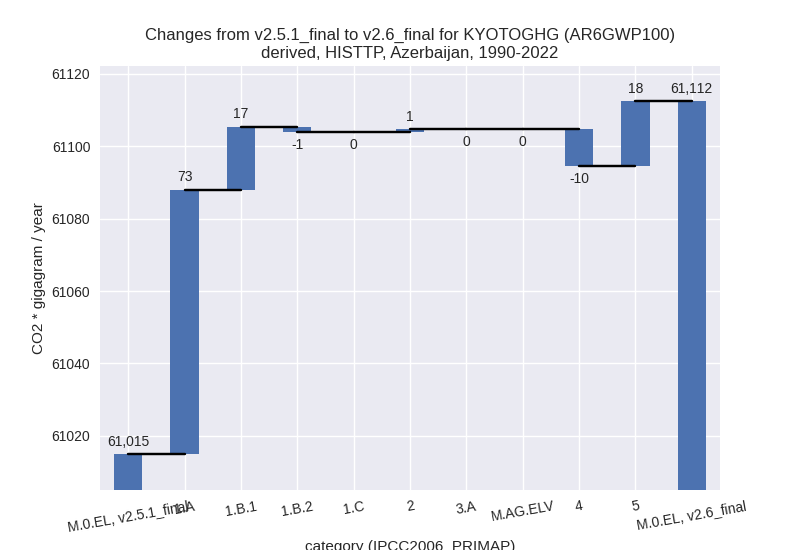 Changes from v2.5.1_final to v2.6_final for KYOTOGHG (AR6GWP100)
derived, HISTTP, Azerbaijan, 1990-2022
CO2 * gigagram / year
61120
61100
61080
61060
61040
61020
61,015
73
17
-1
0
1
0
0
-10
18
61,112
M.0.EL, v2.5.1_final
1.A
1.B.1
1.B.2
1.C
2
3.A
M.AG.ELV
4
5
M.0.EL, v2.6_final
category (IPCC2006_PRIMAP)